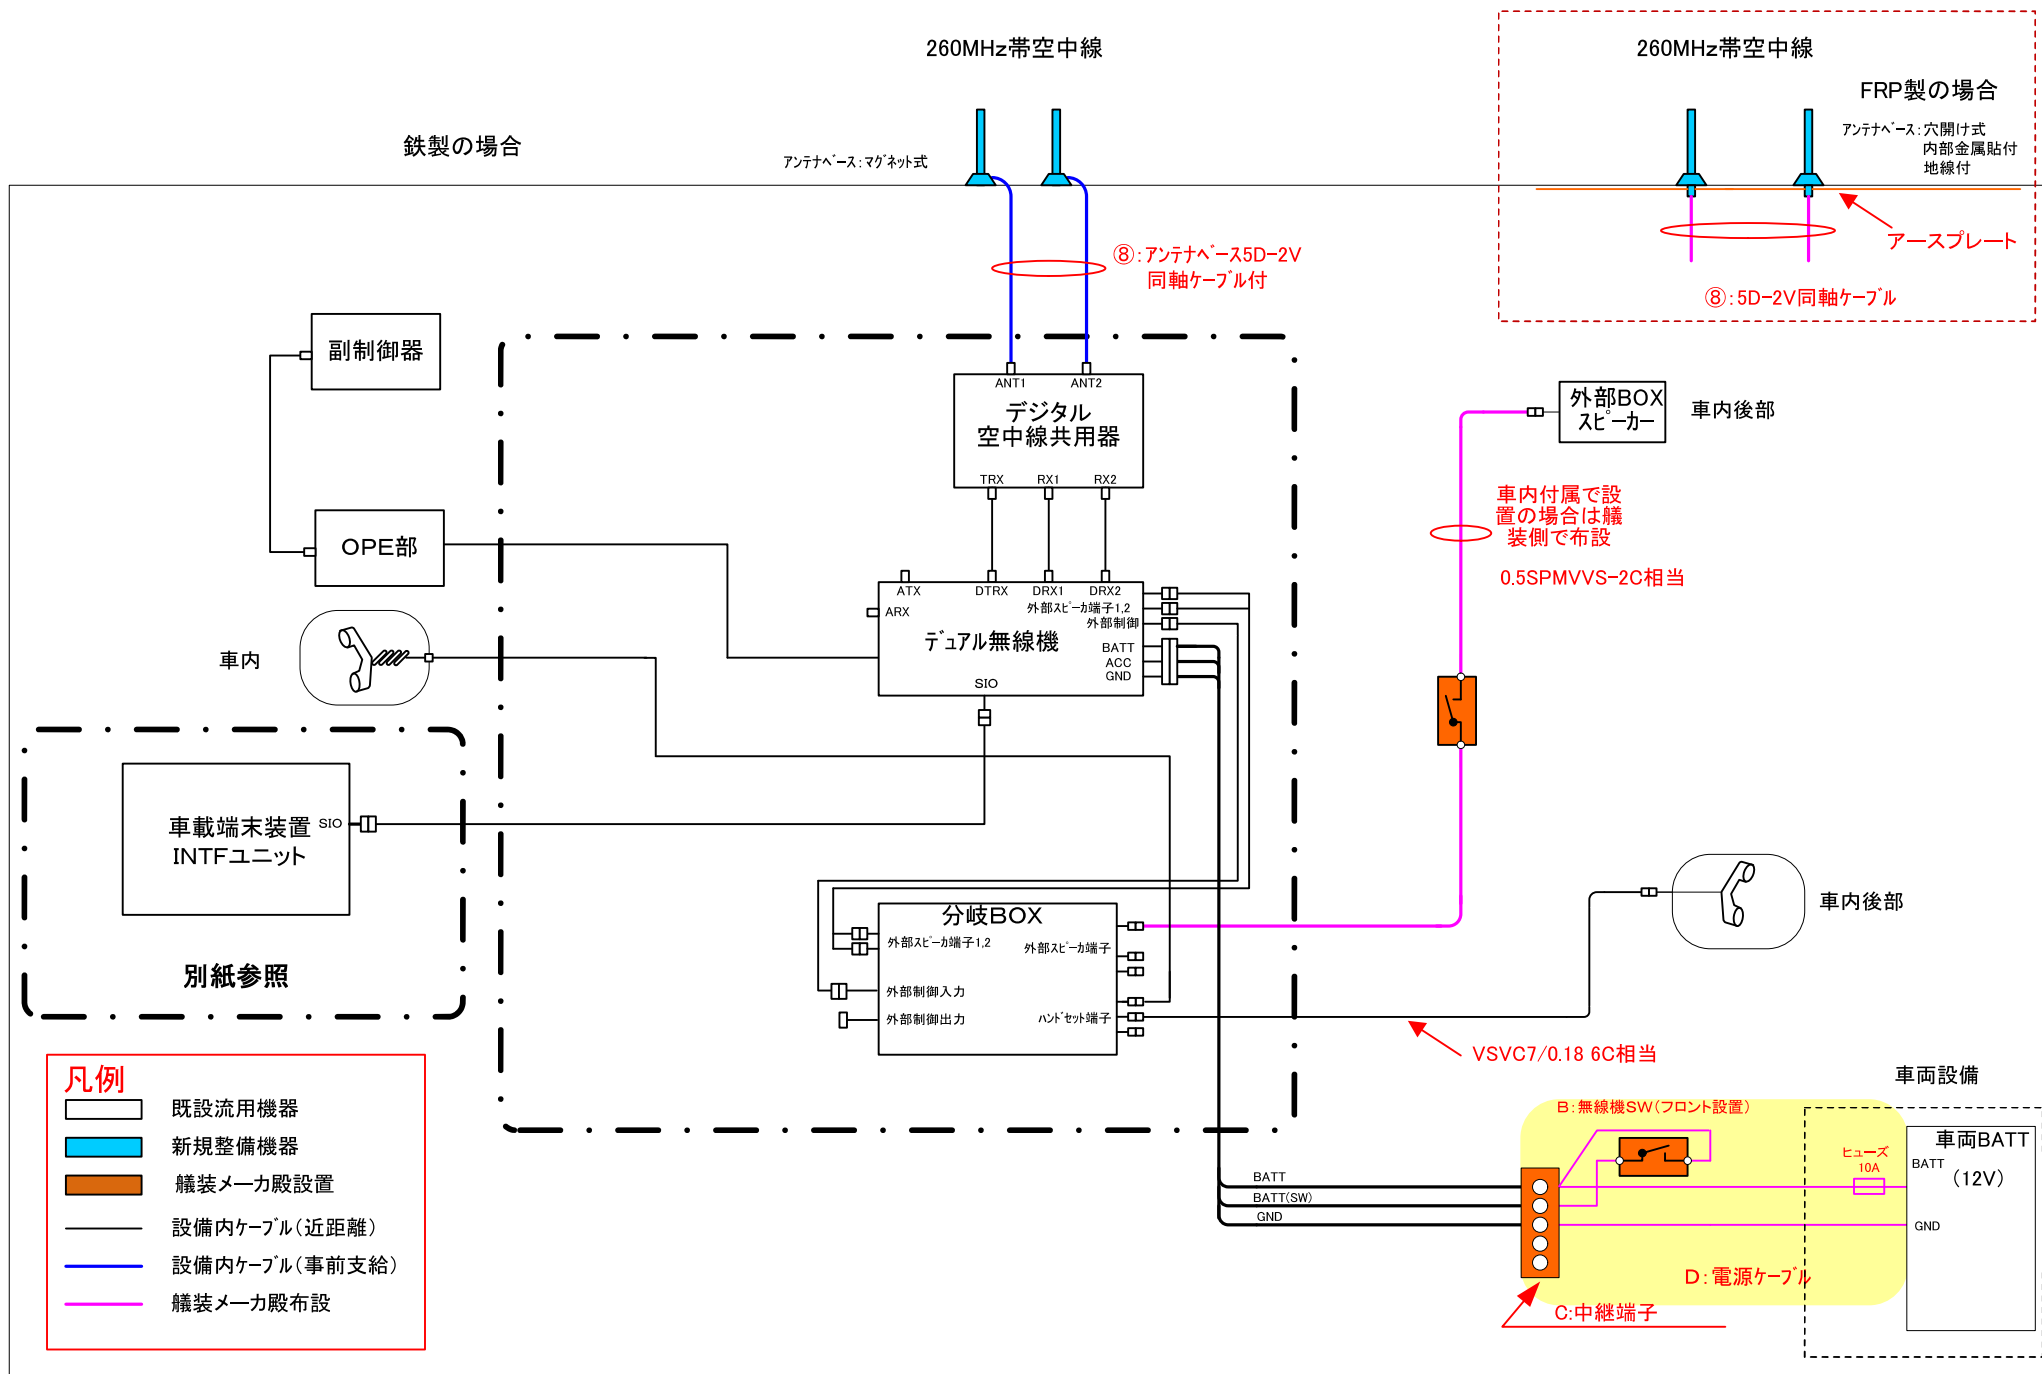 260MHz帯空中線
260MHz帯空中線
FRP製の場合
アンテナベース：穴開け式
内部金属貼付
地線付
鉄製の場合
アンテナベース：マグネット式
アースプレート
⑧：アンテナベース5D-2V
同軸ケーブル付
⑧：5D-2V同軸ケーブル
副制御器
ANT1
ANT2
デジタル
空中線共用器
TRX
RX1
RX2
外部BOX
スピーカー
車内後部
車内付属で設
置の場合は艤
装側で布設
0.5SPMVVS-2C相当
OPE部
ATX
DTRX
DRX1
DRX2
ARX
外部スピーカ端子1,2
外部制御
デュアル無線機
BATT
ACC
GND
SIO
車内
車載端末装置
INTFユニット
SIO
別紙参照
分岐BOX
外部スピーカ端子1,2
外部スピーカ端子
外部制御入力
外部制御出力
ハンドセット端子
車内後部
VSVC7/0.18 6C相当
凡例
既設流用機器
新規整備機器
艤装メーカ殿設置
設備内ケーブル（近距離）
設備内ケーブル（事前支給）
艤装メーカ殿布設
車両設備
B：無線機SW（フロント設置）
車両BATT
（12V）
ヒューズ
10A
BATT
GND
BATT
BATT(SW)
GND
D：電源ケーブル
C:中継端子